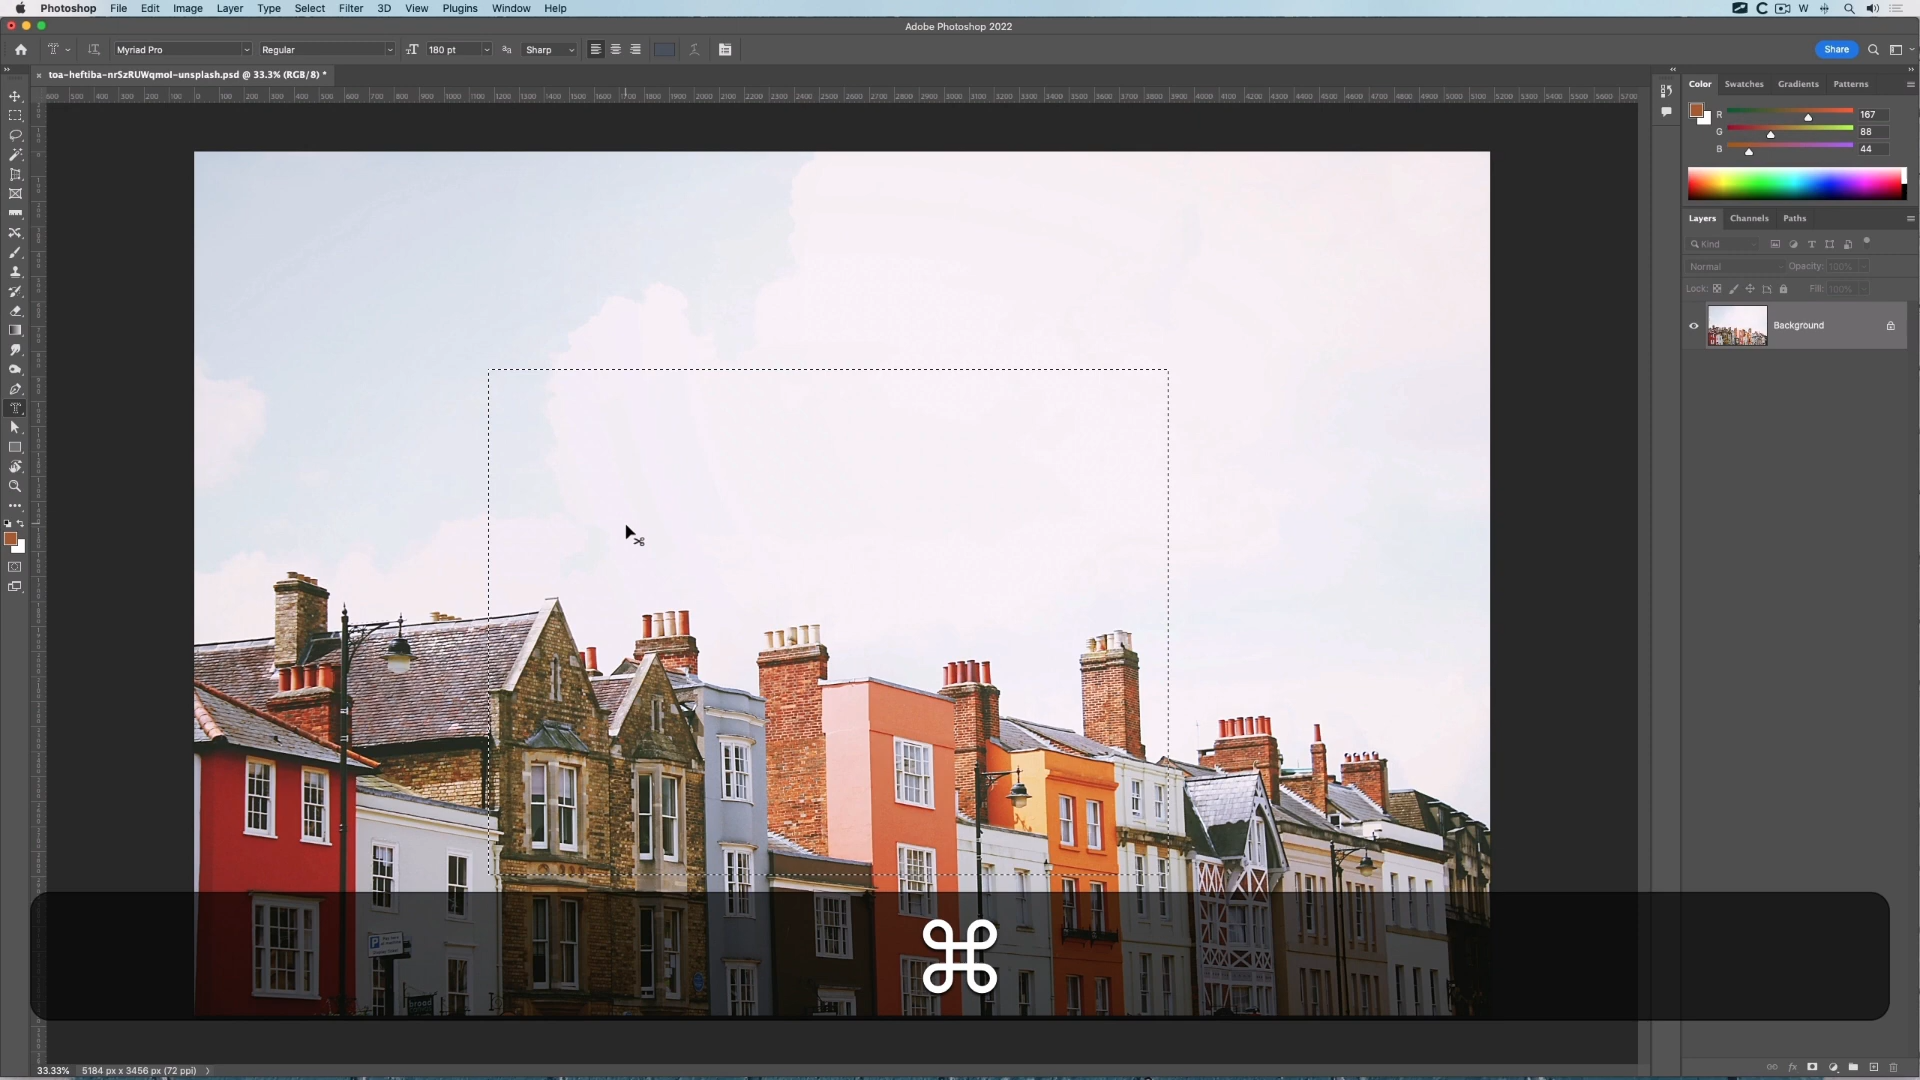 Photoshop File Edit Image Layer Type Select Filter 3D View Plugins Window Help
Adobe Photoshop 2022
Myriad Pro Regular 180 pt Sharp Share
toa-heftiba-nrSzRUWqmoI-unsplash.psd @ 33.3% (RGB/8) *
Color Swatches Gradients Patterns
R 167
G 88
B 44
Layers Channels Paths
Kind
Normal Opacity: 100%
Lock: Fill: 100%
Background
33.33% 5184 px x 3456 px (72 ppi)